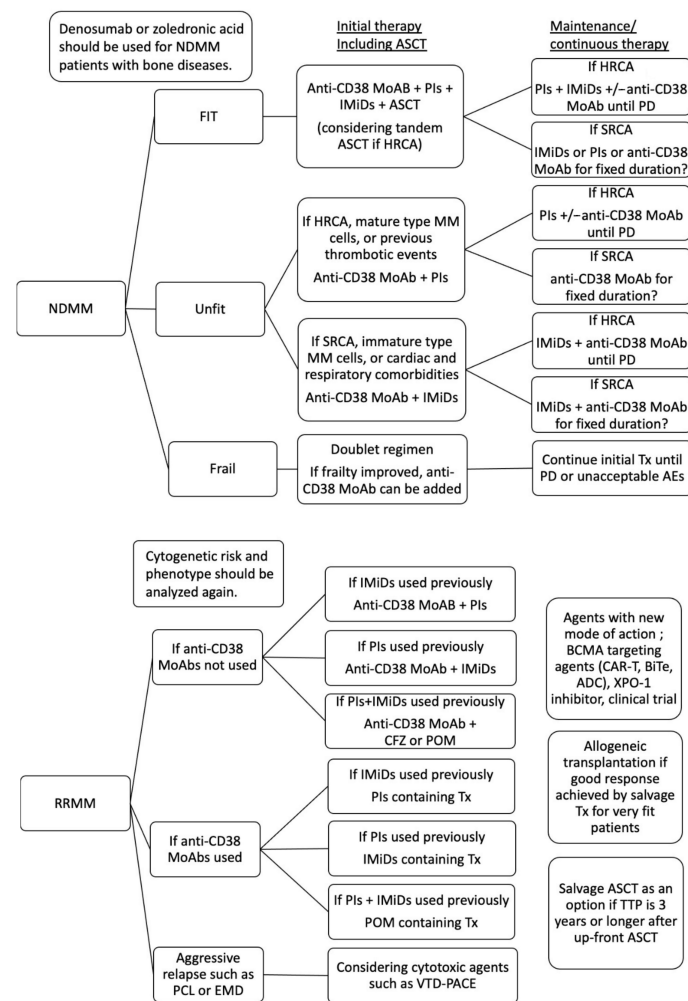 Denosumab or zoledronic acid
should be used for NDMM
patients with bone diseases.
Initial therapy
Including ASCT
Maintenance/
continuous therapy
NDMM
FIT
Anti-CD38 MoAB + PIs +
IMiDs + ASCT
(considering tandem
ASCT if HRCA)
If HRCA
PIs + IMiDs +/−anti-CD38
MoAb until PD
If SRCA
IMiDs or PIs or anti-CD38
MoAb for fixed duration?
Unfit
If HRCA, mature type MM
cells, or previous
thrombotic events
Anti-CD38 MoAb + PIs
If HRCA
PIs +/−anti-CD38 MoAb
until PD
If SRCA
anti-CD38 MoAb for
fixed duration?
If SRCA, immature type
MM cells, or cardiac and
respiratory comorbidities
Anti-CD38 MoAb + IMiDs
If HRCA
IMiDs + anti-CD38 MoAb
until PD
If SRCA
IMiDs + anti-CD38 MoAb
for fixed duration?
Frail
Doublet regimen
If frailty improved, anti-
CD38 MoAb can be added
Continue initial Tx until
PD or unacceptable AEs
Cytogenetic risk and
phenotype should be
analyzed again.
RRMM
If anti-CD38
MoAbs not used
If IMiDs used previously
Anti-CD38 MoAB + PIs
If PIs used previously
Anti-CD38 MoAb + IMiDs
If PIs+IMiDs used previously
Anti-CD38 MoAb +
CFZ or POM
If anti-CD38
MoAbs used
If IMiDs used previously
PIs containing Tx
If PIs used previously
IMiDs containing Tx
If PIs + IMiDs used previously
POM containing Tx
Aggressive
relapse such as
PCL or EMD
Considering cytotoxic agents
such as VTD-PACE
Agents with new
mode of action ;
BCMA targeting
agents (CAR-T, BiTe,
ADC), XPO-1
inhibitor, clinical trial
Allogeneic
transplantation if
good response
achieved by salvage
Tx for very fit
patients
Salvage ASCT as an
option if TTP is 3
years or longer after
up-front ASCT